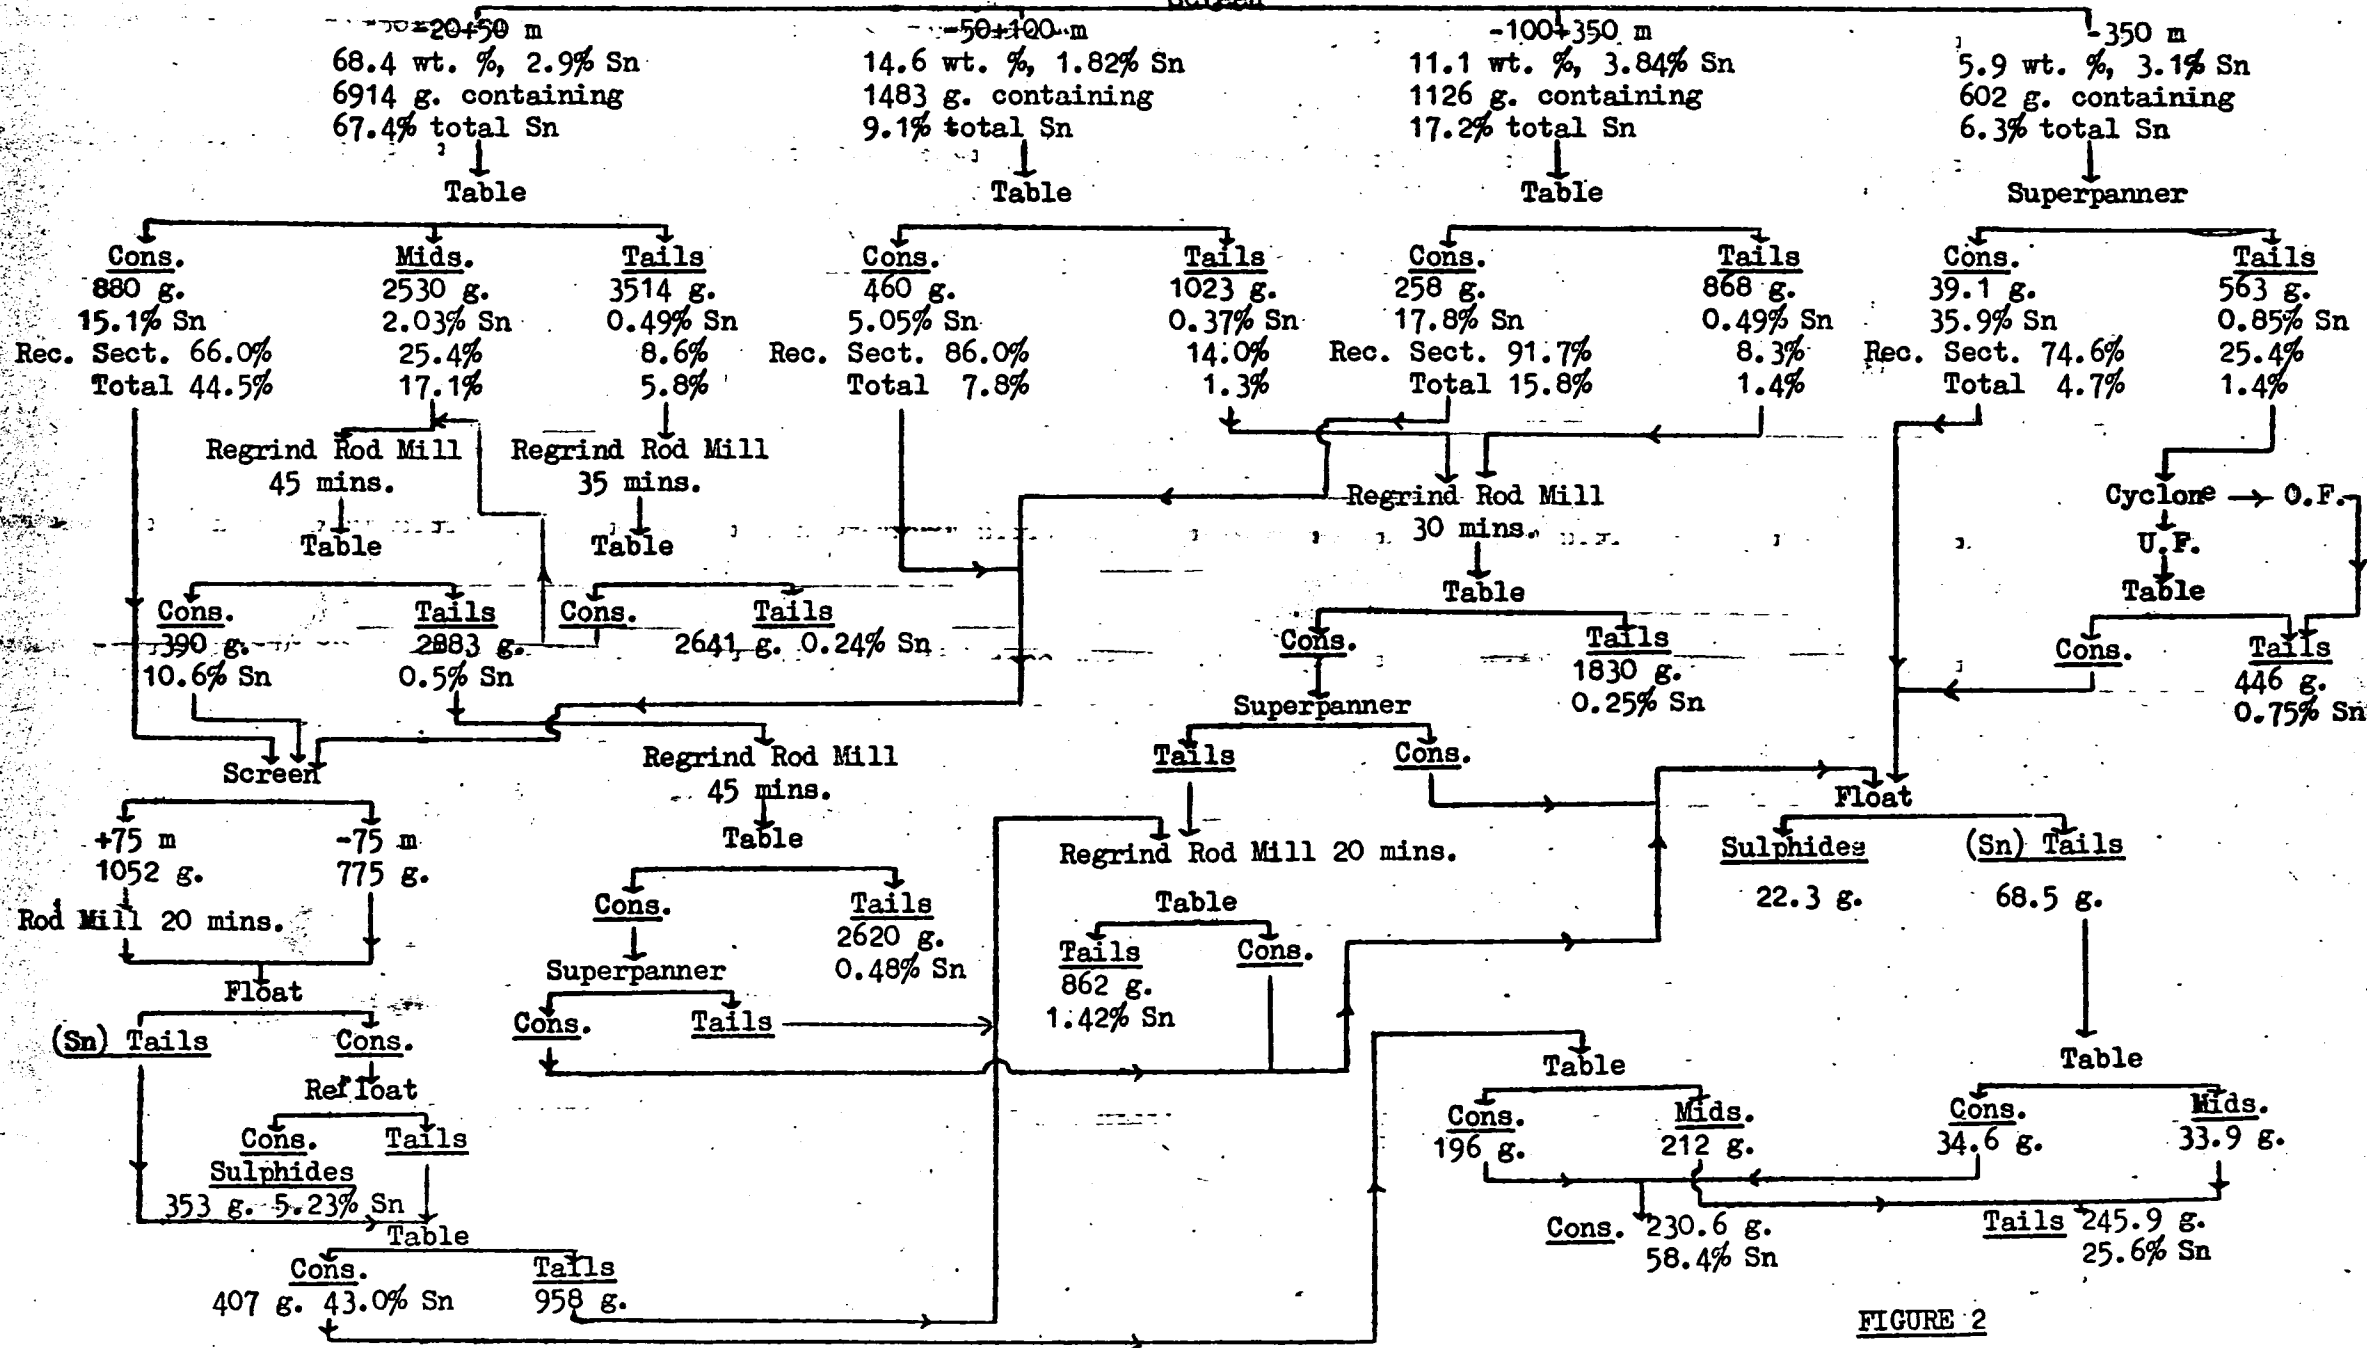 Screen
-20+50 m
68.4 wt. %, 2.9% Sn
6914 g. containing
67.4% total Sn
Table
-50+100 m
14.6 wt. %, 1.82% Sn
1483 g. containing
9.1% total Sn
Table
-100+350 m
11.1 wt. %, 3.84% Sn
1126 g. containing
17.2% total Sn
Table
-350 m
5.9 wt. %, 3.1% Sn
602 g. containing
6.3% total Sn
Superpanner
Cons.
880 g.
15.1% Sn
Rec. Sect. 66.0%
Total 44.5%
Mids.
2530 g.
2.03% Sn
25.4%
17.1%
Tails
3514 g.
0.49% Sn
8.6%
5.8%
Cons.
460 g.
5.05% Sn
Rec. Sect. 86.0%
Total 7.8%
Tails
1023 g.
0.37% Sn
14.0%
1.3%
Cons.
258 g.
17.8% Sn
Rec. Sect. 91.7%
Total 15.8%
Tails
868 g.
0.49% Sn
8.3%
1.4%
Cons.
39.1 g.
35.9% Sn
Rec. Sect. 74.6%
Total 4.7%
Tails
563 g.
0.85% Sn
25.4%
1.4%
Regrind Rod Mill
45 mins.
Table
Regrind Rod Mill
35 mins.
Table
Regrind Rod Mill
30 mins.
Table
Cyclone → O.F.
U.F.
Table
Cons.
390 g.
10.6% Sn
Tails
2883 g.
0.5% Sn
Cons.
Tails
2641 g. 0.24% Sn
Cons.
Tails
1830 g.
0.25% Sn
Cons.
Tails
446 g.
0.75% Sn
Superpanner
Tails
Cons.
Screen
Regrind Rod Mill
45 mins.
Table
+75 m
1052 g.
-75 m
775 g.
Rod Mill 20 mins.
Float
Regrind Rod Mill 20 mins.
Table
Float
Sulphides
22.3 g.
(Sn) Tails
68.5 g.
Cons.
Tails
2620 g.
0.48% Sn
Superpanner
Cons.
Tails
Tails
862 g.
1.42% Sn
Cons.
(Sn) Tails
Cons.
Refloat
Cons.
Sulphides
353 g. 5.23% Sn
Tails
Table
Cons.
407 g. 43.0% Sn
Tails
958 g.
Table
Cons.
196 g.
Mids.
212 g.
Table
Cons.
34.6 g.
Mids.
33.9 g.
Cons. 230.6 g.
58.4% Sn
Tails 245.9 g.
25.6% Sn
FIGURE 2